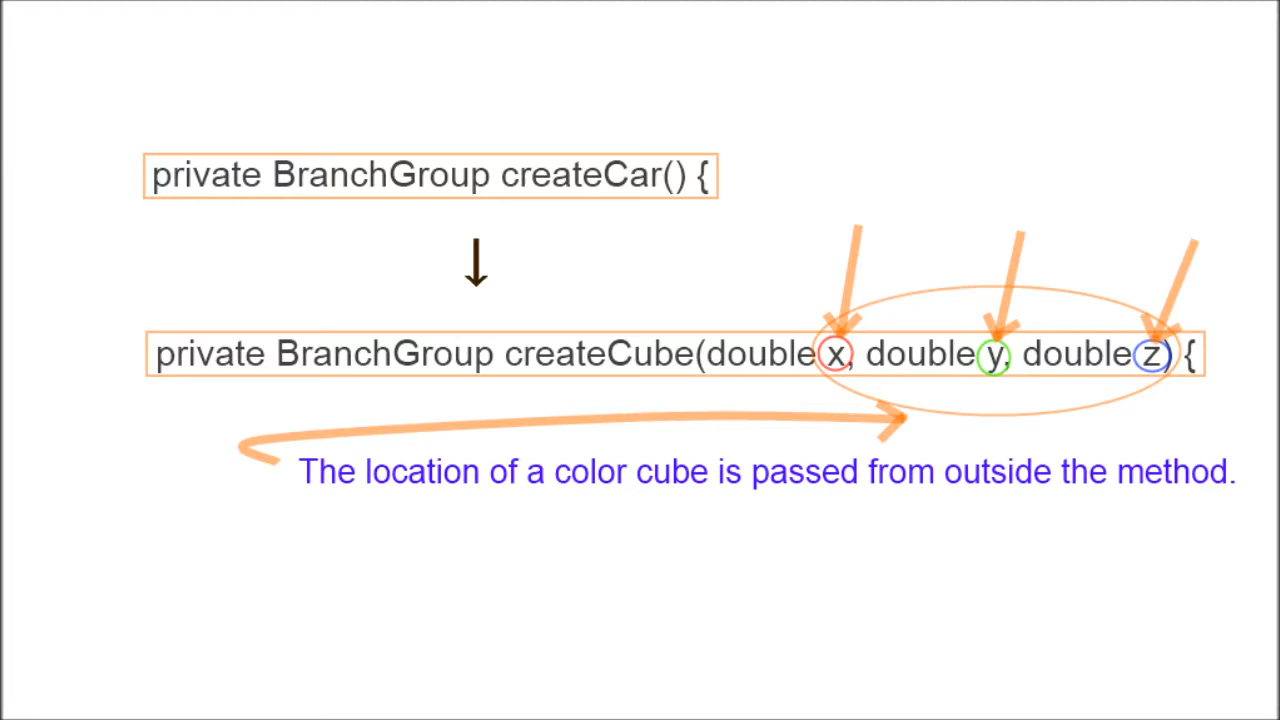 private BranchGroup createCar() {
↓
private BranchGroup createCube(double x, double y, double z) {
The location of a color cube is passed from outside the method.